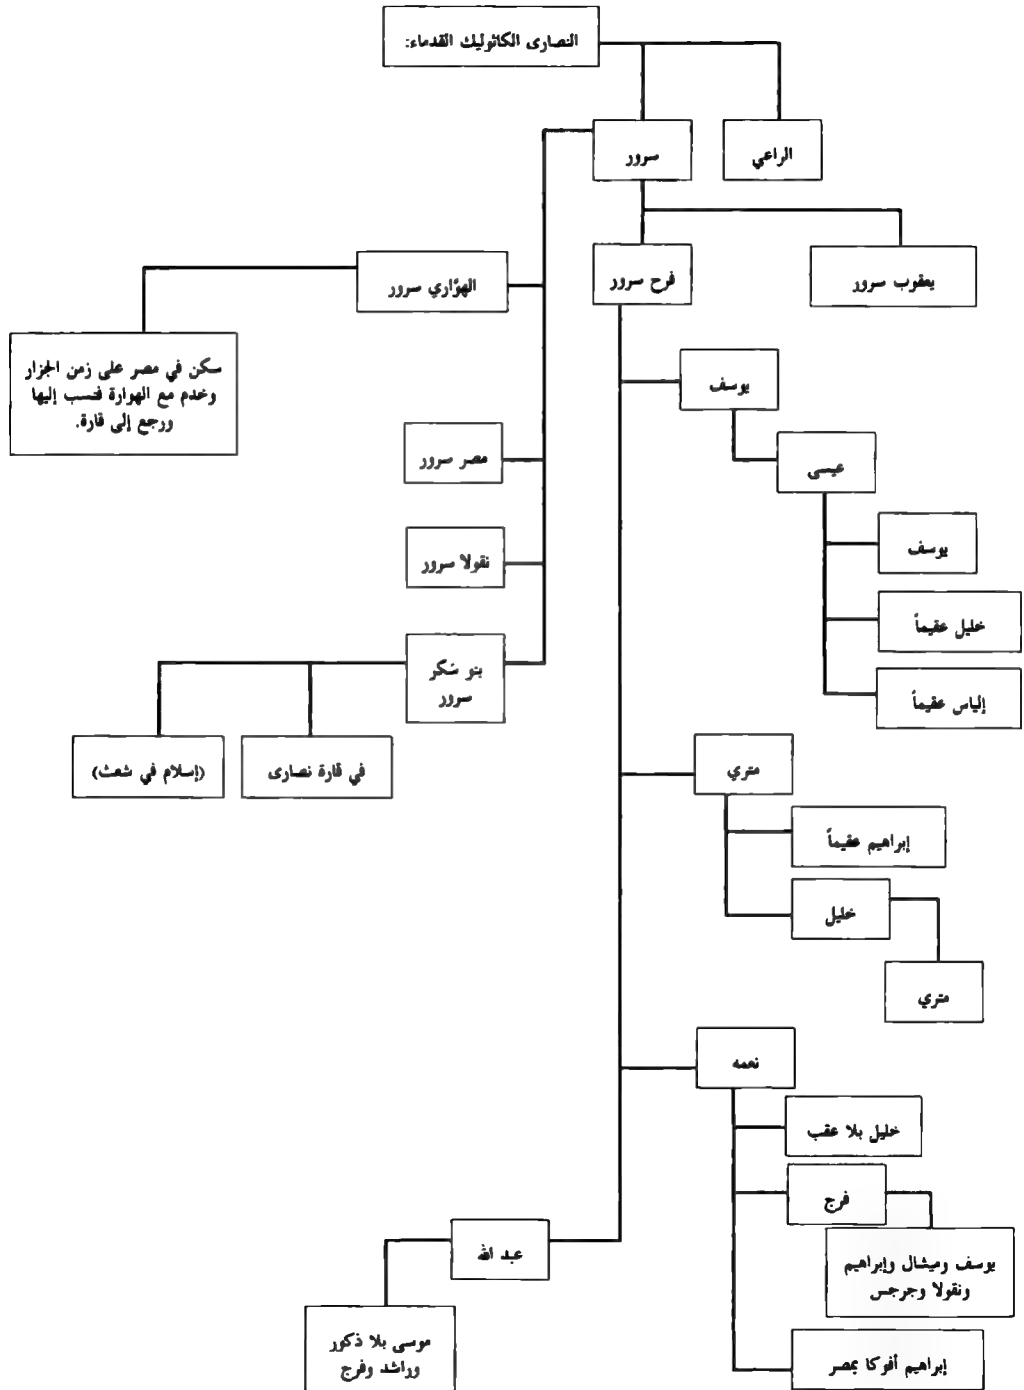 النصارى الكاثوليك القدماء:
الراعي
سرور
يعقوب سرور
فرح سرور
الهوَّاري سرور
سكن في مصر على زمن الجزار
وخدم مع الهوارة فنسب إليها
ورجع إلى قارة.
يوسف
عيسى
يوسف
خليل عقيماً
إلياس عقيماً
مصر سرور
نقولا سرور
بنو شكر
سرور
في قارة نصارى
(إسلام في شعث)
متري
إبراهيم عقيماً
خليل
متري
نعمه
خليل بلا عقب
فرج
يوسف وميشال وإبراهيم
ونقولا وجرجس
إبراهيم أفوكا بمصر
عبد الله
موسى بلا ذكور
وراشد وفرج